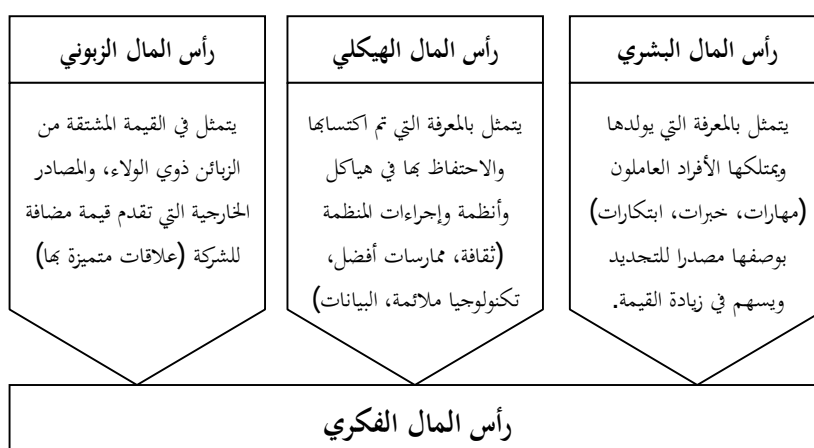 رأس المال البشري
يتمثل بالمعرفة التي يولدها
ويمتلكها الأفراد العاملون
(مهارات، خبرات، ابتكارات)
بوصفها مصدرا للتجديد
ويسهم في زيادة القيمة.
رأس المال الهيكلي
يتمثل بالمعرفة التي تم اكتسابها
والاحتفاظ بها في هياكل
وأنظمة وإجراءات المنظمة
(ثقافة، ممارسات أفضل،
تكنولوجيا ملائمة، البيانات)
رأس المال الزبوني
يتمثل في القيمة المشتقة من
الزبائن ذوي الولاء، والمصادر
الخارجية التي تقدم قيمة مضافة
للشركة (علاقات متميزة بها)
رأس المال الفكري